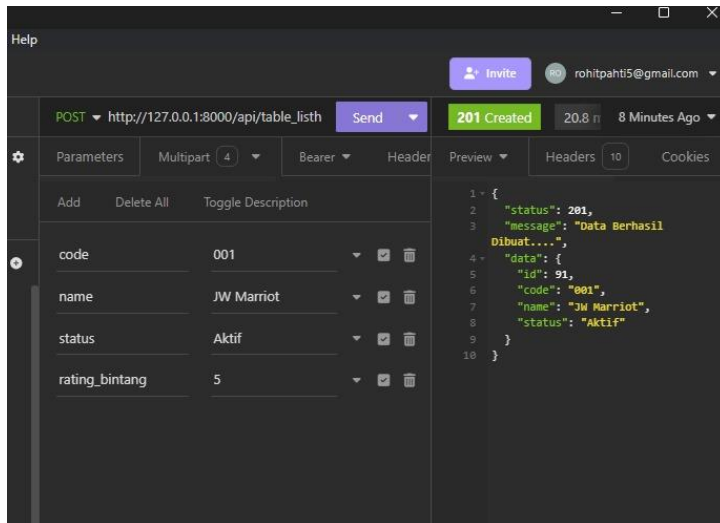 Help
Invite
RO
rohitpahti5@gmail.com
POST http://127.0.0.1:8000/api/table_listh Send
201 Created 20.8 8 Minutes Ago
Parameters Multipart 4 Bearer Header
Preview Headers 10 Cookies
Add Delete All Toggle Description
code 001
name JW Marriot
status Aktif
rating_bintang 5
1 {
2 "status": 201,
3 "message": "Data Berhasil
Dibuat....",
4 "data": {
5 "id": 91,
6 "code": "001",
7 "name": "JW Marriot",
8 "status": "Aktif"
9 }
10 }